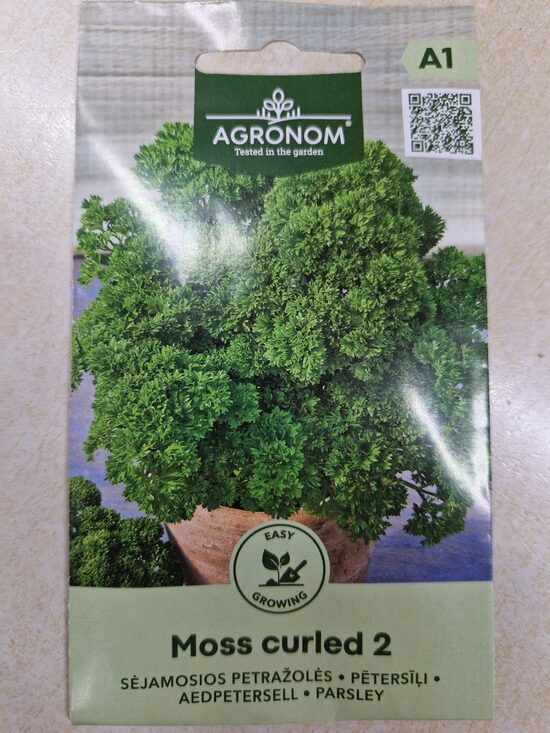 A1
AGRONOM®
Tested in the garden
EASY
GROWING
Moss curled 2
SĖJAMOSIOS PETRAŽOLĖS • PĒTERSĪĻI •
AEDPETERSELL • PARSLEY